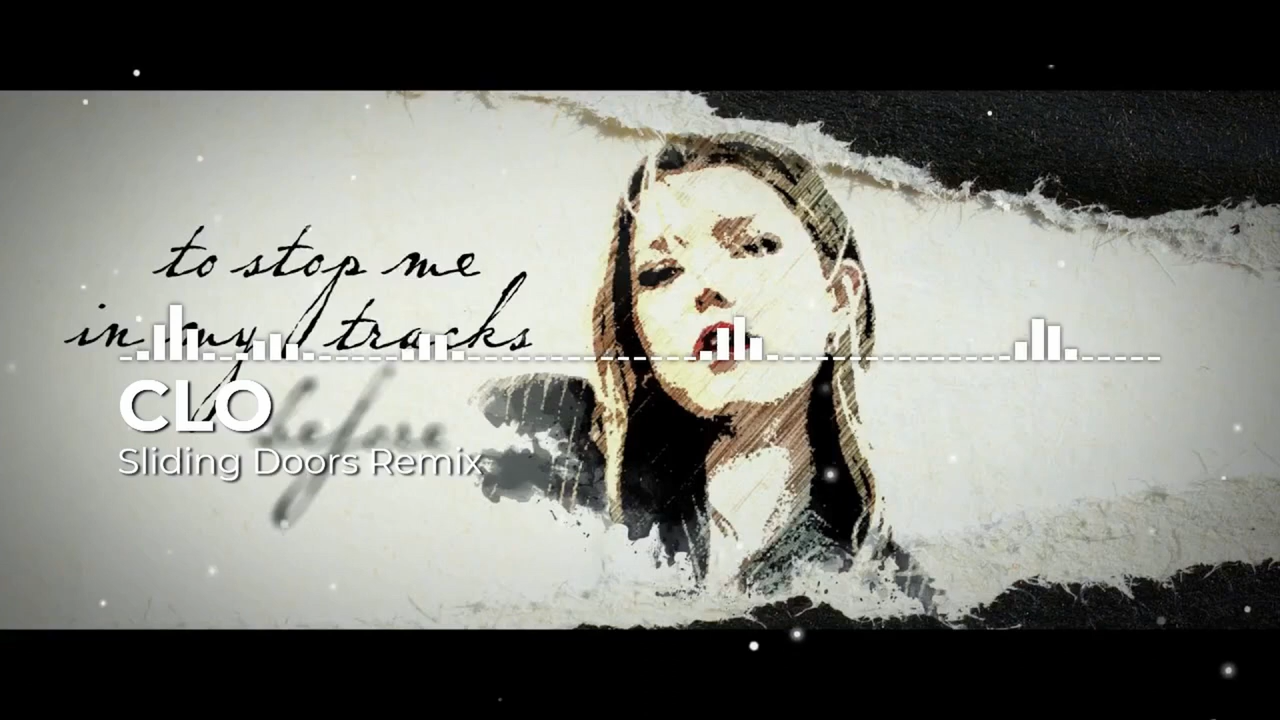 to stop me
in my tracks
before
CLO
Sliding Doors Remix